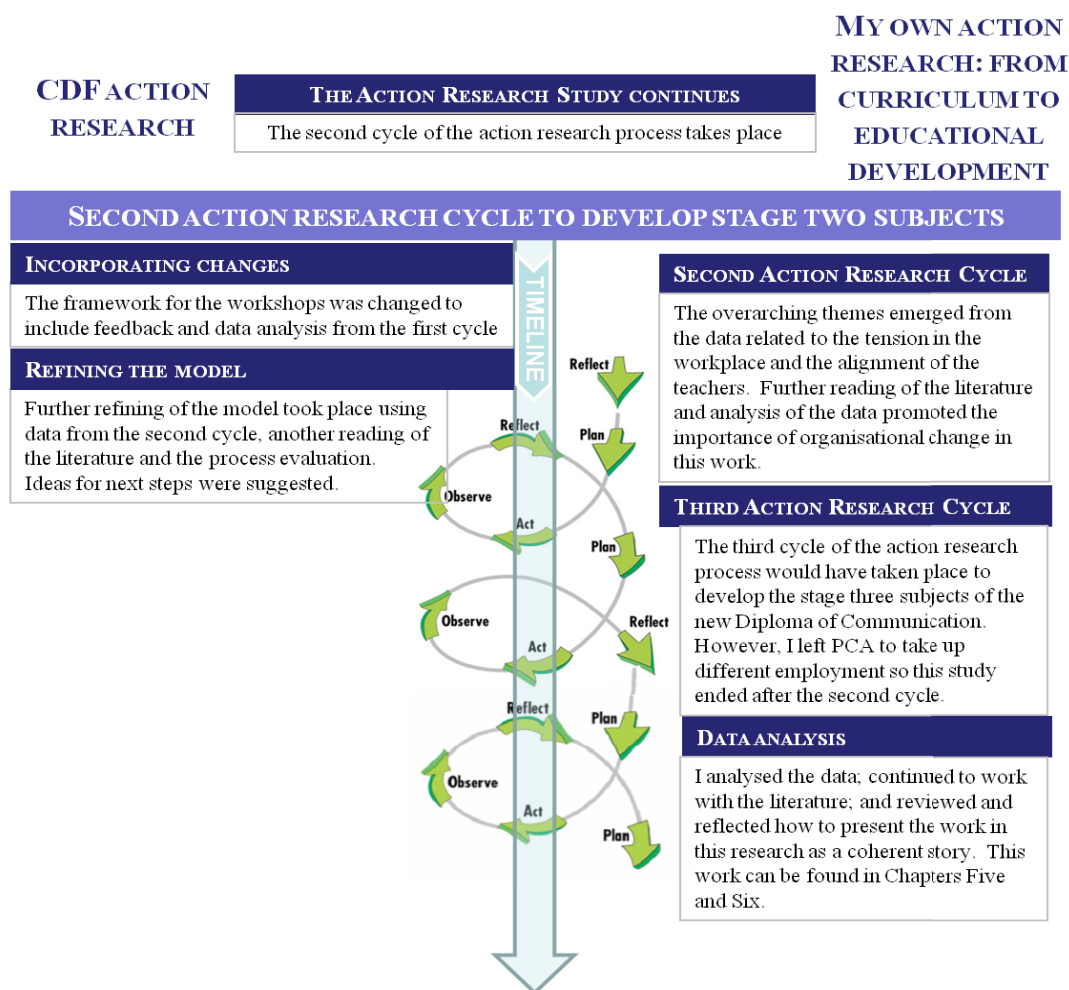 CDF ACTION
RESEARCH
THE ACTION RESEARCH STUDY CONTINUES
The second cycle of the action research process takes place
MY OWN ACTION
RESEARCH: FROM
CURRICULUM TO
EDUCATIONAL
DEVELOPMENT
SECOND ACTION RESEARCH CYCLE TO DEVELOP STAGE TWO SUBJECTS
INCORPORATING CHANGES
The framework for the workshops was changed to
include feedback and data analysis from the first cycle
REFINING THE MODEL
Further refining of the model took place using
data from the second cycle, another reading of
the literature and the process evaluation.
Ideas for next steps were suggested.
TIMELINE
Reflect
Plan
Reflect
Observe
Act
Plan
Observe
Reflect
Act
Reflect
Plan
Observe
Act
Plan
SECOND ACTION RESEARCH CYCLE
The overarching themes emerged from
the data related to the tension in the
workplace and the alignment of the
teachers. Further reading of the literature
and analysis of the data promoted the
importance of organisational change in
this work.
THIRD ACTION RESEARCH CYCLE
The third cycle of the action research
process would have taken place to
develop the stage three subjects of the
new Diploma of Communication.
However, I left PCA to take up
different employment so this study
ended after the second cycle.
DATA ANALYSIS
I analysed the data; continued to work
with the literature; and reviewed and
reflected how to present the work in
this research as a coherent story. This
work can be found in Chapters Five
and Six.